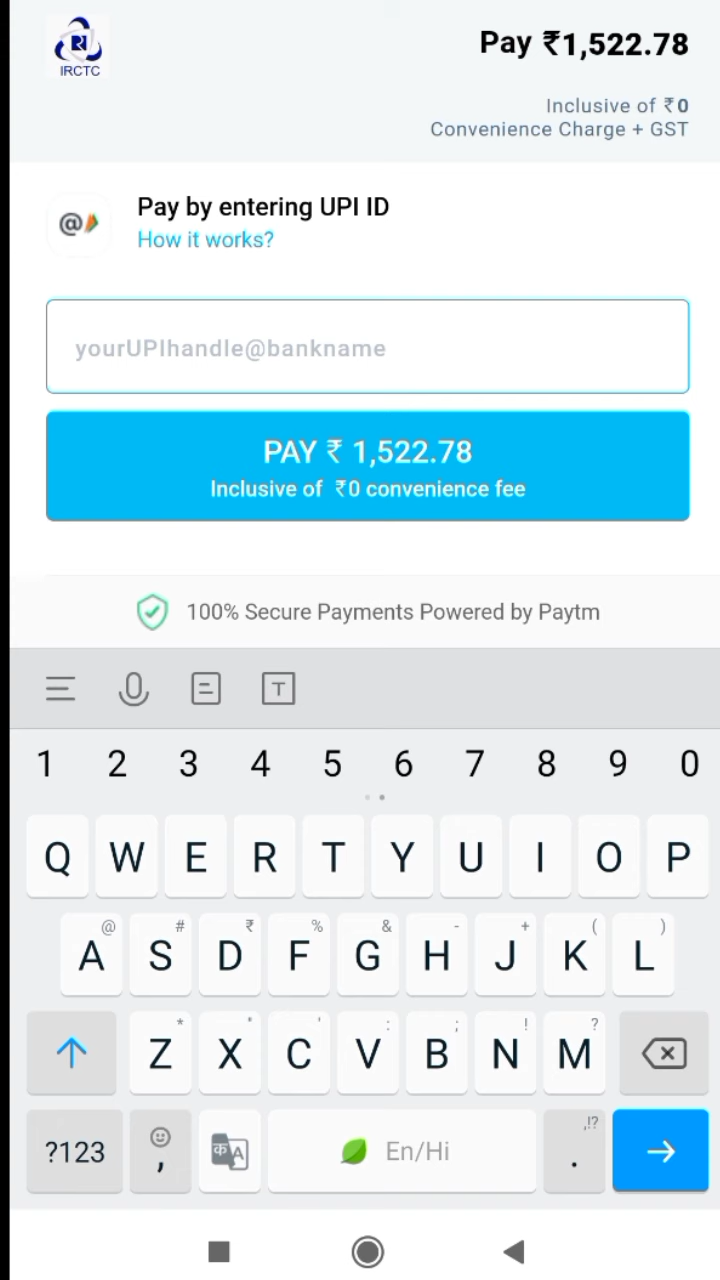 IRCTC
Pay ₹1,522.78
Inclusive of ₹0
Convenience Charge + GST
@
Pay by entering UPI ID
How it works?
yourUPIhandle@bankname
PAY ₹ 1,522.78
Inclusive of ₹0 convenience fee
100% Secure Payments Powered by Paytm
T
1 2 3 4 5 6 7 8 9 0
Q W E R T Y U I O P
@ # ₹ % & - + ( )
A S D F G H J K L
* " ' : ; ! ?
Z X C V B N M
,!?
?123 , क A En/Hi .